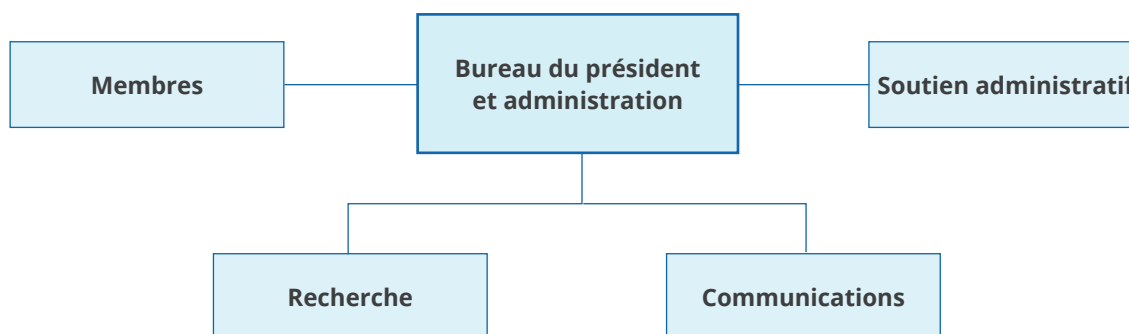 Membres
Bureau du président
et administration
Soutien administratif
Recherche
Communications